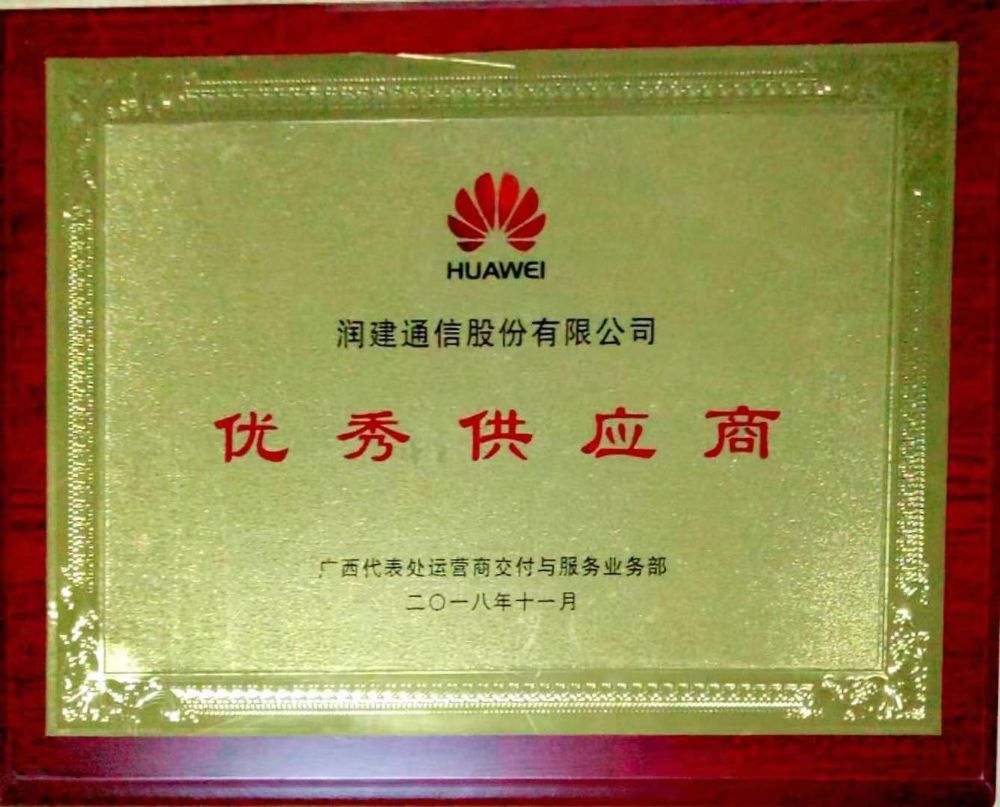 HUAWEI
润建通信股份有限公司
优秀供应商
广西代表处运营商交付与服务业务部
二〇一八年十一月